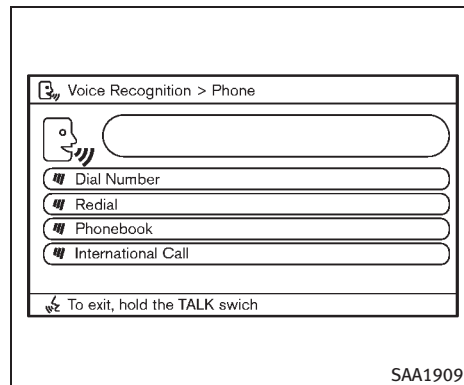 Voice Recognition > Phone
Dial Number
Redial
Phonebook
International Call
To exit, hold the TALK swich
SAA1909